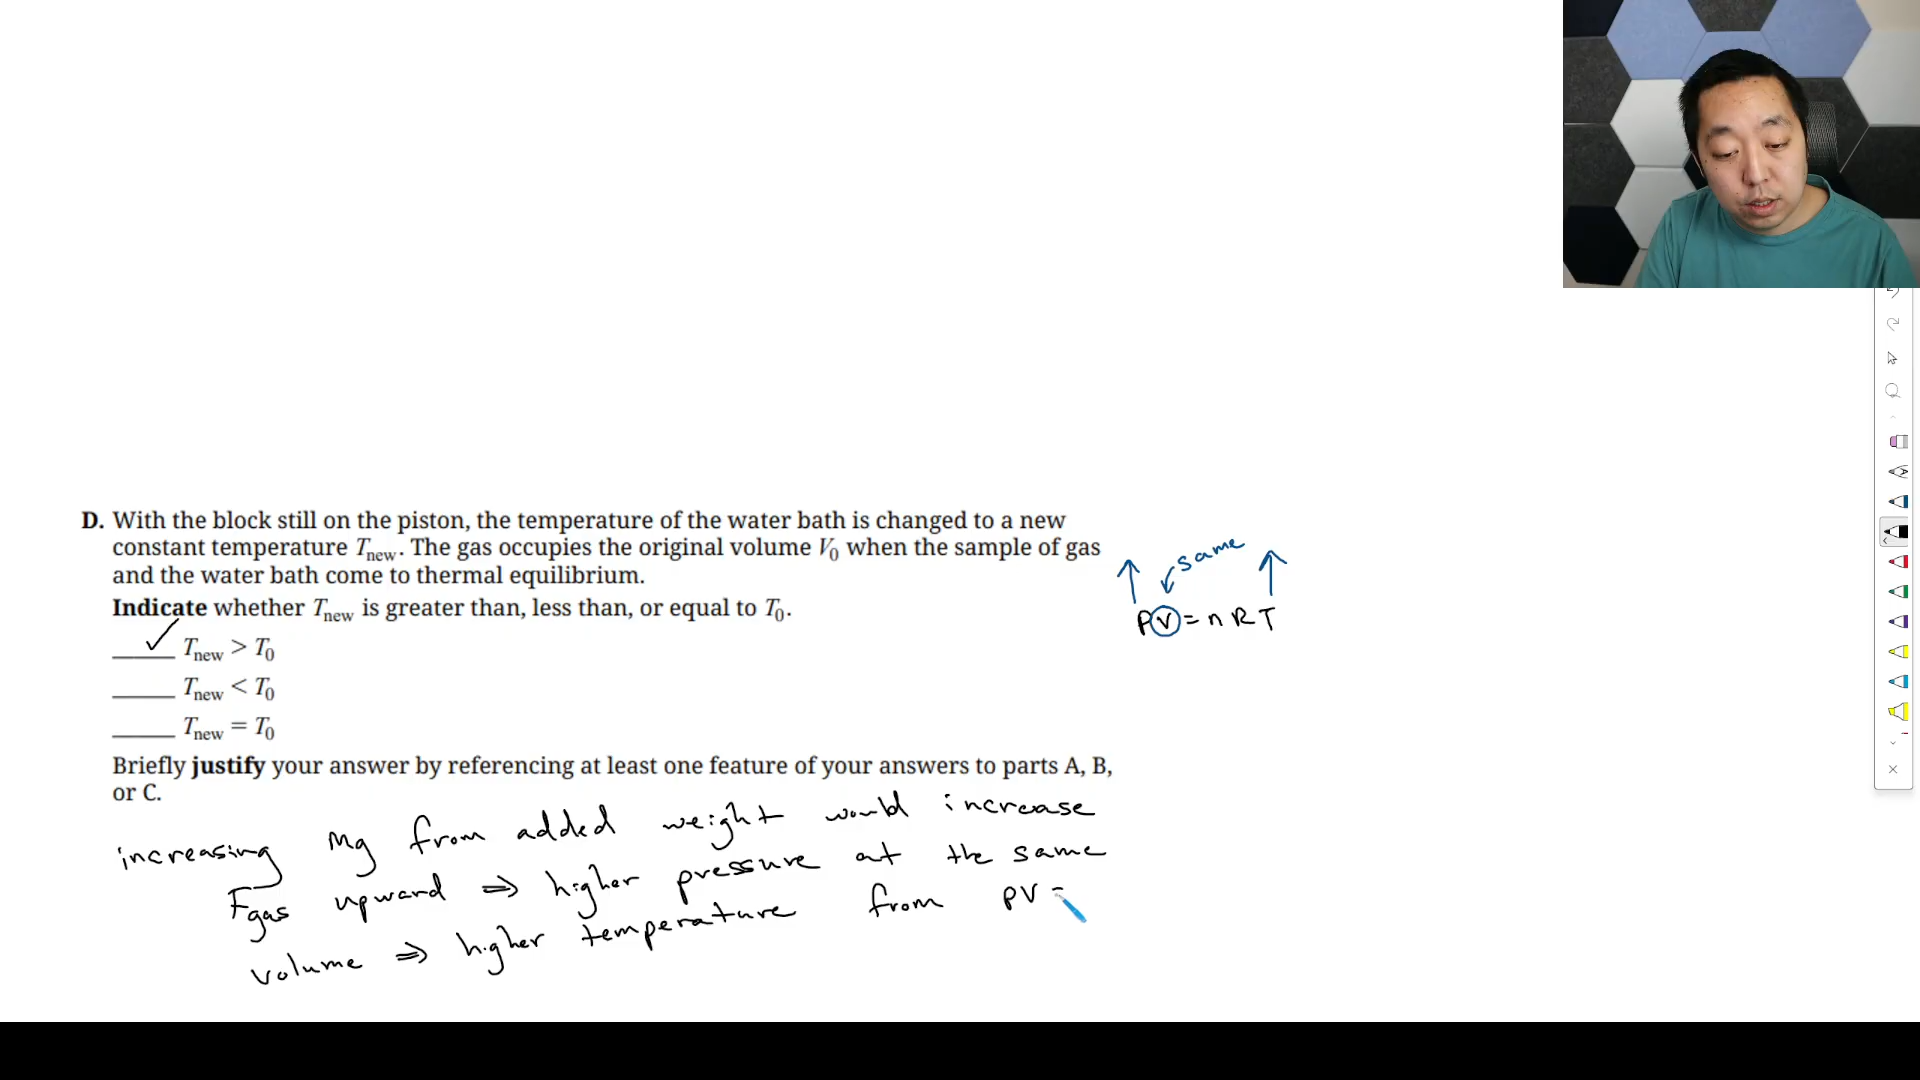 D. With the block still on the piston, the temperature of the water bath is changed to a new
constant temperature Tnew. The gas occupies the original volume V0 when the sample of gas
and the water bath come to thermal equilibrium.
Indicate whether Tnew is greater than, less than, or equal to T0.
✓ Tnew > T0
Tnew < T0
Tnew = T0
same
PV = nRT
Briefly justify your answer by referencing at least one feature of your answers to parts A, B,
or C.
increasing Mg from added weight would increase
Fgas upward ⇒ higher pressure at the same
volume ⇒ higher temperature from PV =